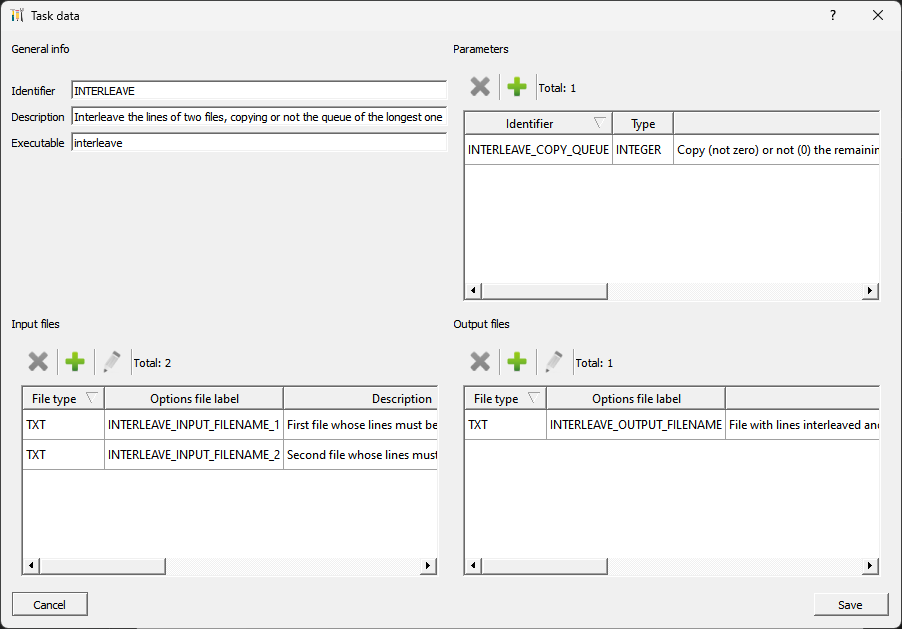 Task data
?
General info
Identifier INTERLEAVE
Description Interleave the lines of two files, copying or not the queue of the longest one
Executable interleave
Parameters
Total: 1
Identifier Type
INTERLEAVE_COPY_QUEUE INTEGER Copy (not zero) or not (0) the remainin
Input files
Total: 2
File type Options file label Description
TXT INTERLEAVE_INPUT_FILENAME_1 First file whose lines must be
TXT INTERLEAVE_INPUT_FILENAME_2 Second file whose lines must
Output files
Total: 1
File type Options file label
TXT INTERLEAVE_OUTPUT_FILENAME File with lines interleaved and
Cancel
Save